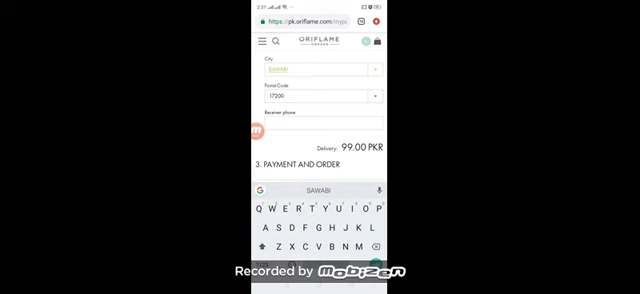 2:37
https://pk.oriflame.com/mypa
ORIFLAME
SWEDEN
City
SAWABI
Postal Code
17200
Receiver phone
Delivery: 99.00 PKR
3. PAYMENT AND ORDER
SAWABI
Q W E R T Y U I O P
A S D F G H J K L
Z X C V B N M
Recorded by MOBIZEN